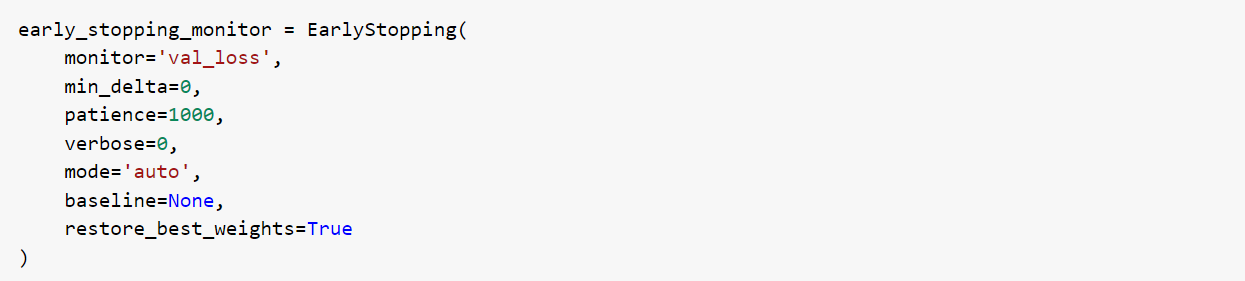 early_stopping_monitor = EarlyStopping(
    monitor='val_loss',
    min_delta=0,
    patience=1000,
    verbose=0,
    mode='auto',
    baseline=None,
    restore_best_weights=True
)